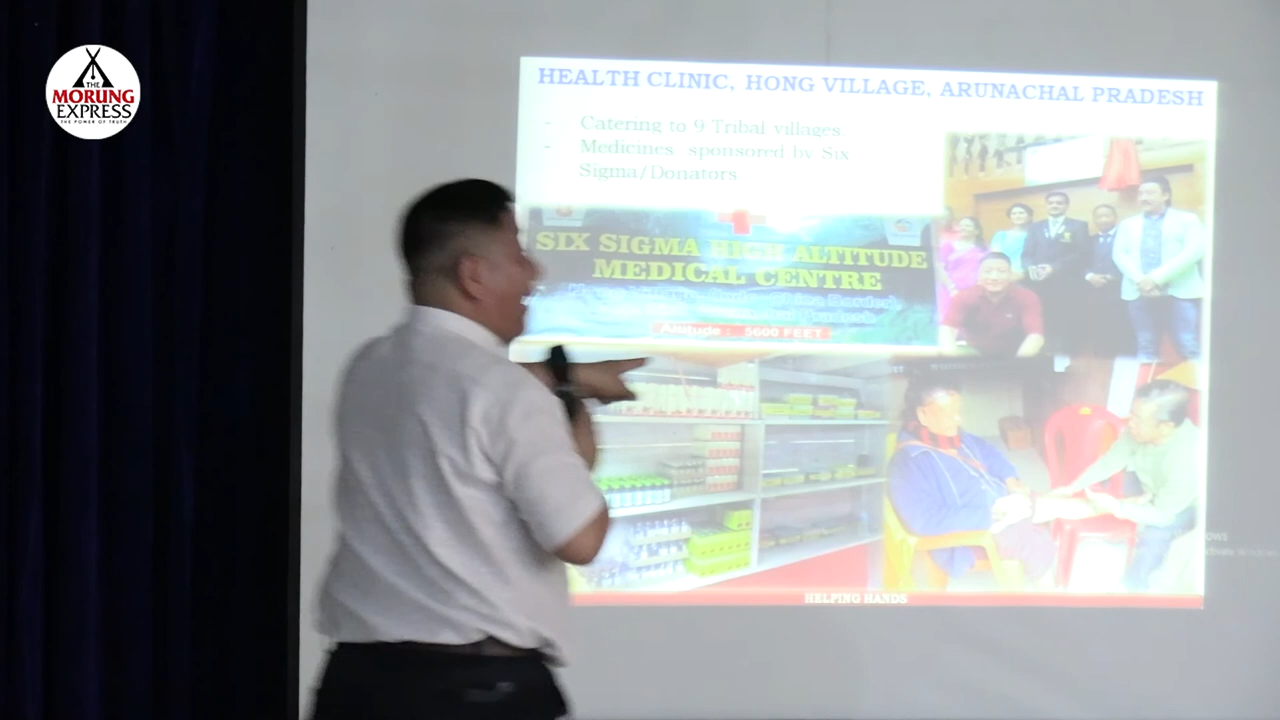 THE
MORUNG
EXPRESS
THE POWER OF TRUTH
HEALTH CLINIC, HONG VILLAGE, ARUNACHAL PRADESH
- Catering to 9 Tribal villages.
- Medicines sponsored by Six
Sigma/Donators
SIX SIGMA HIGH ALTITUDE
MEDICAL CENTRE
Altitude : 5600 FEET
HELPING HANDS